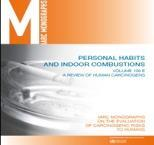 IARC MONOGRAPHS
M
PERSONAL HABITS
AND INDOOR COMBUSTIONS
VOLUME 100 E
A REVIEW OF HUMAN CARCINOGENS
IARC MONOGRAPHS
ON THE EVALUATION
OF CARCINOGENIC RISKS
TO HUMANS